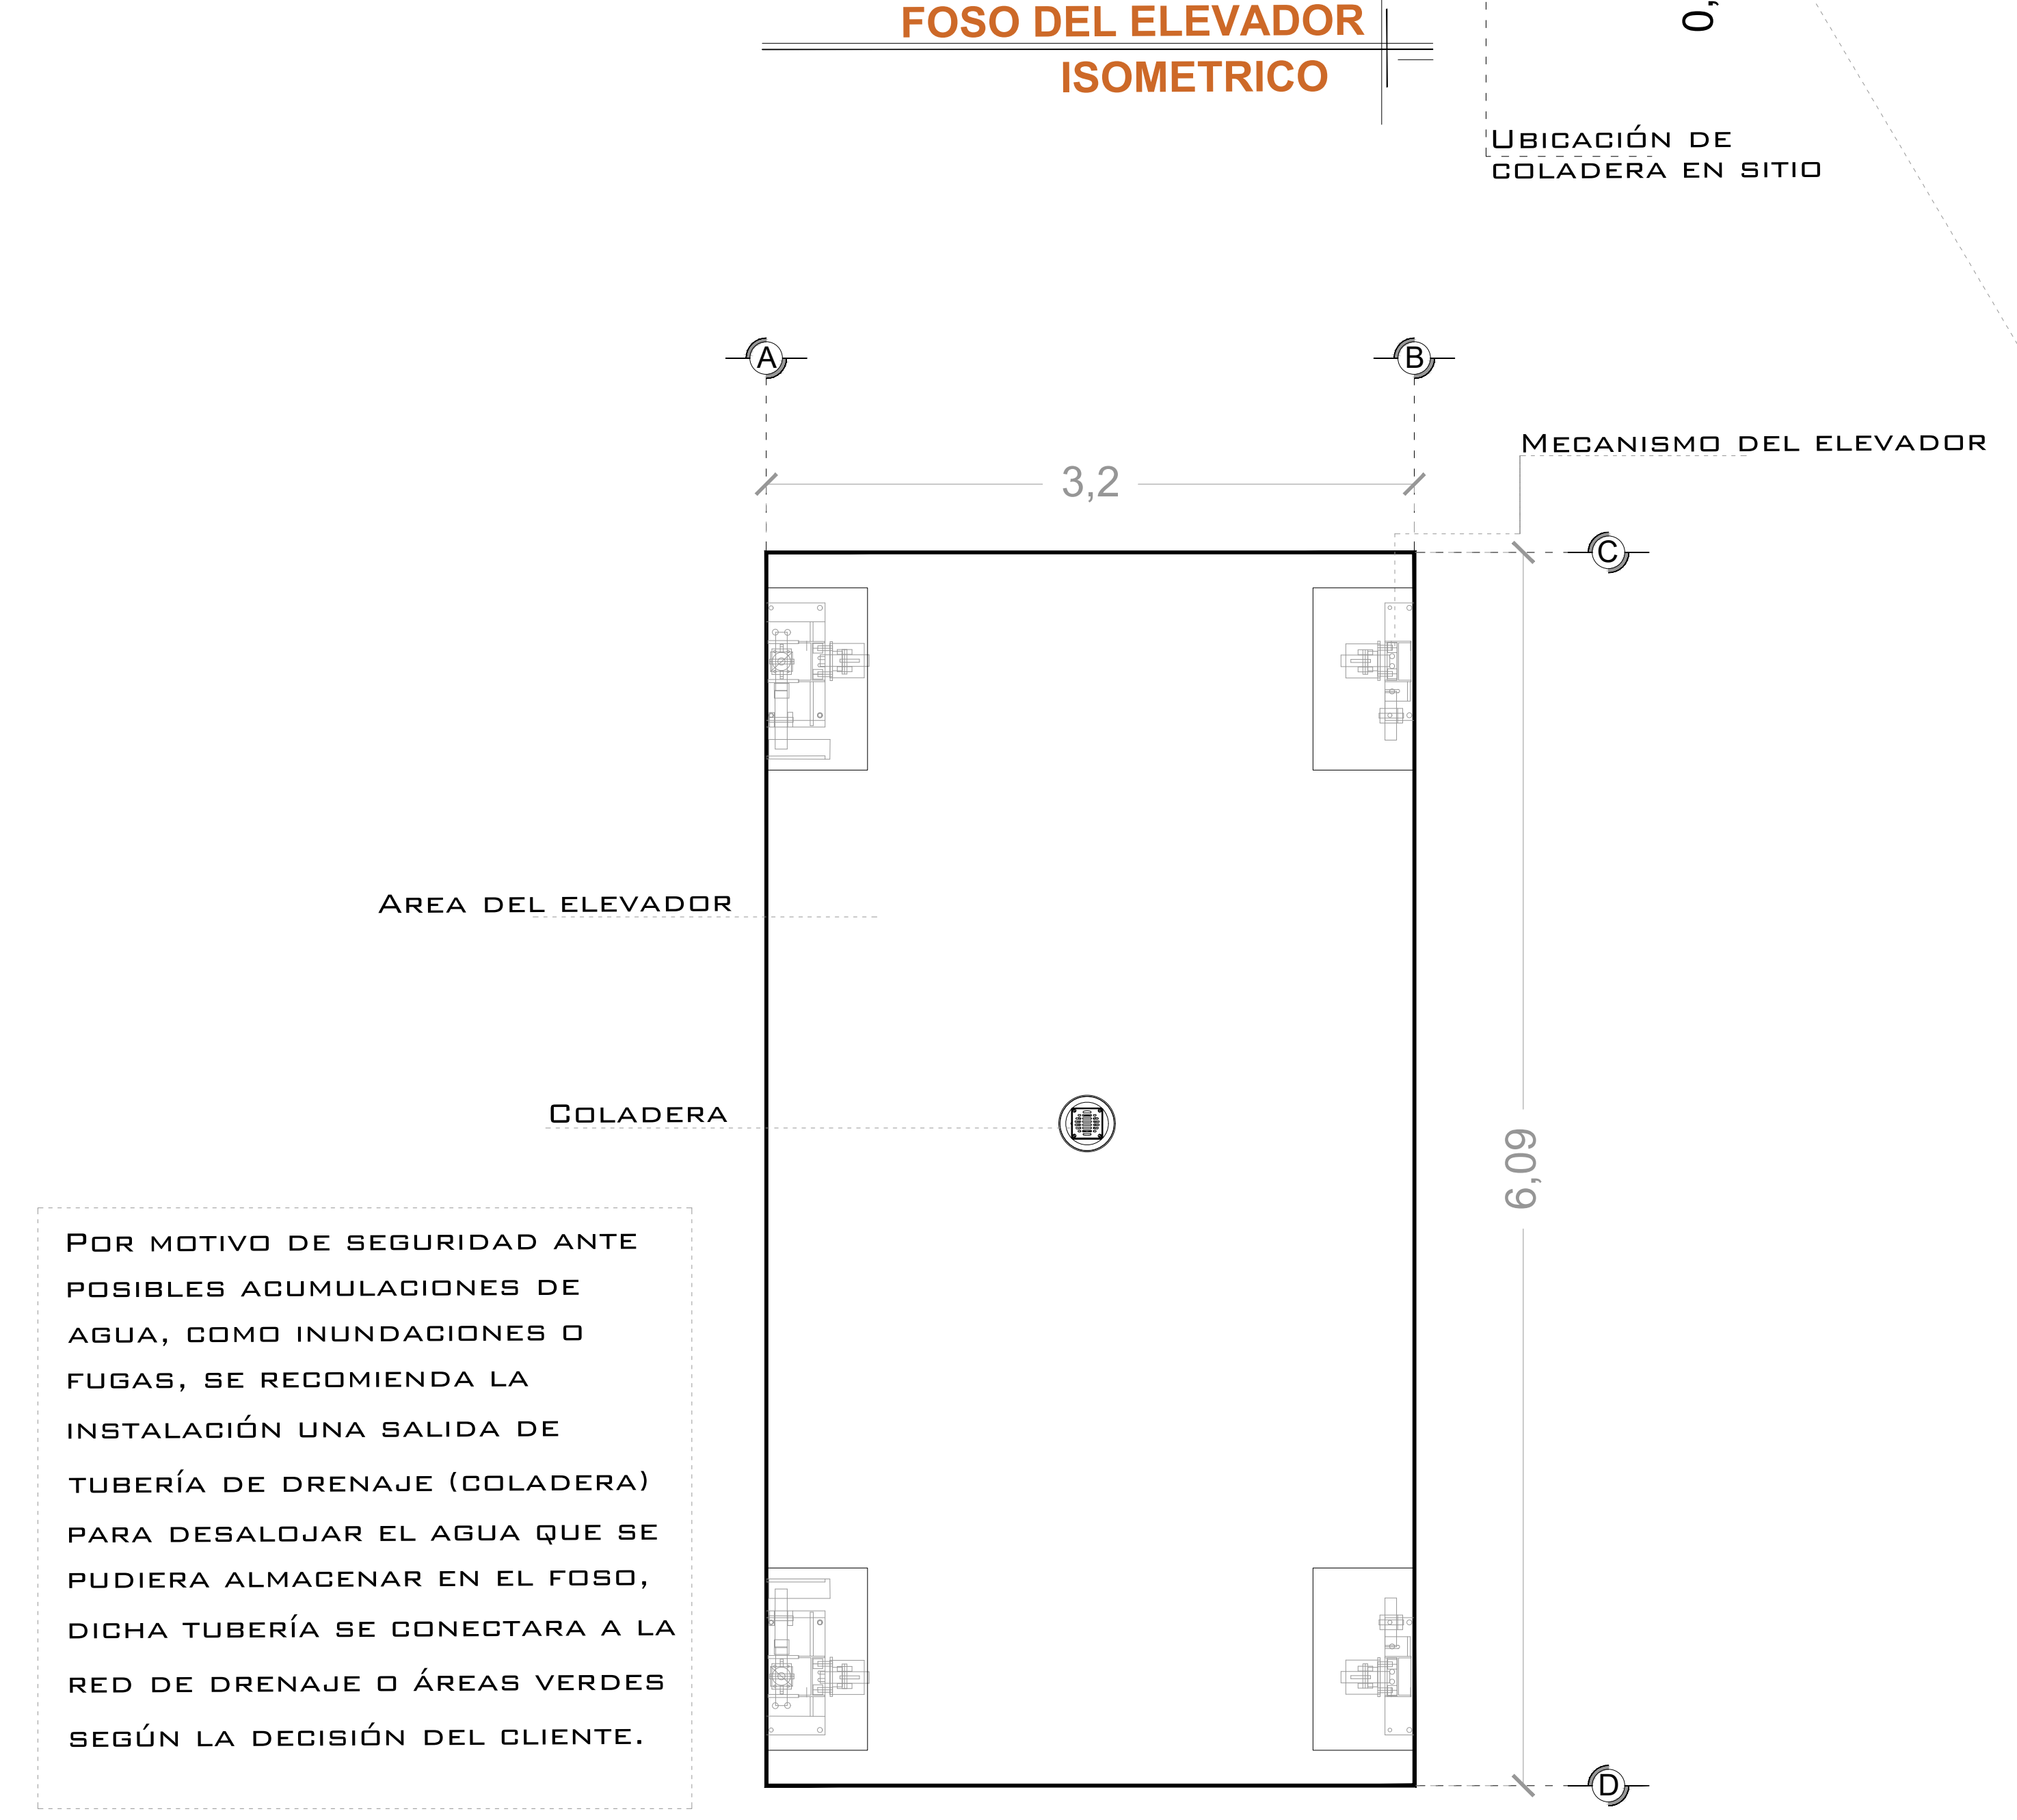 FOSO DEL ELEVADOR
ISOMETRICO
0,
UBICACIÓN DE
COLADERA EN SITIO
A
B
MECANISMO DEL ELEVADOR
3,2
C
AREA DEL ELEVADOR
COLADERA
6,09
POR MOTIVO DE SEGURIDAD ANTE
POSIBLES ACUMULACIONES DE
AGUA, COMO INUNDACIONES O
FUGAS, SE RECOMIENDA LA
INSTALACIÓN UNA SALIDA DE
TUBERÍA DE DRENAJE (COLADERA)
PARA DESALOJAR EL AGUA QUE SE
PUDIERA ALMACENAR EN EL FOSO,
DICHA TUBERÍA SE CONECTARA A LA
RED DE DRENAJE O ÁREAS VERDES
SEGÚN LA DECISIÓN DEL CLIENTE.
D